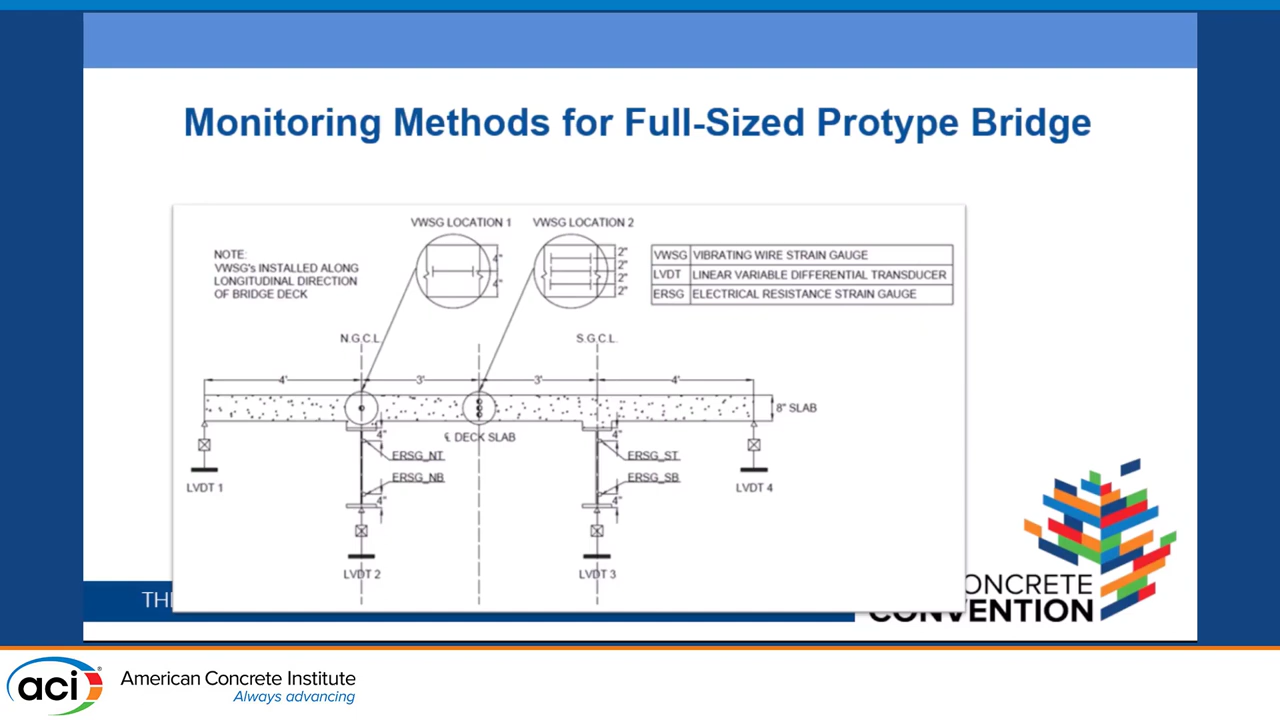 Monitoring Methods for Full-Sized Protype Bridge
VWSG LOCATION 1
VWSG LOCATION 2
NOTE:
VWSG's INSTALLED ALONG
LONGITUDINAL DIRECTION
OF BRIDGE DECK
4"
4"
2"
2"
2"
2"
VWSG VIBRATING WIRE STRAIN GAUGE
LVDT LINEAR VARIABLE DIFFERENTIAL TRANSDUCER
ERSG ELECTRICAL RESISTANCE STRAIN GAUGE
N.G.C.L.
S.G.C.L.
4'
3'
3'
4'
8" SLAB
4"
℄ DECK SLAB
4"
ERSG_NT
ERSG_ST
ERSG_NB
ERSG_SB
4"
4"
LVDT 1
LVDT 4
LVDT 2
LVDT 3
TH
ONCRETE
CONVENTION
aci
®
American Concrete Institute
Always advancing